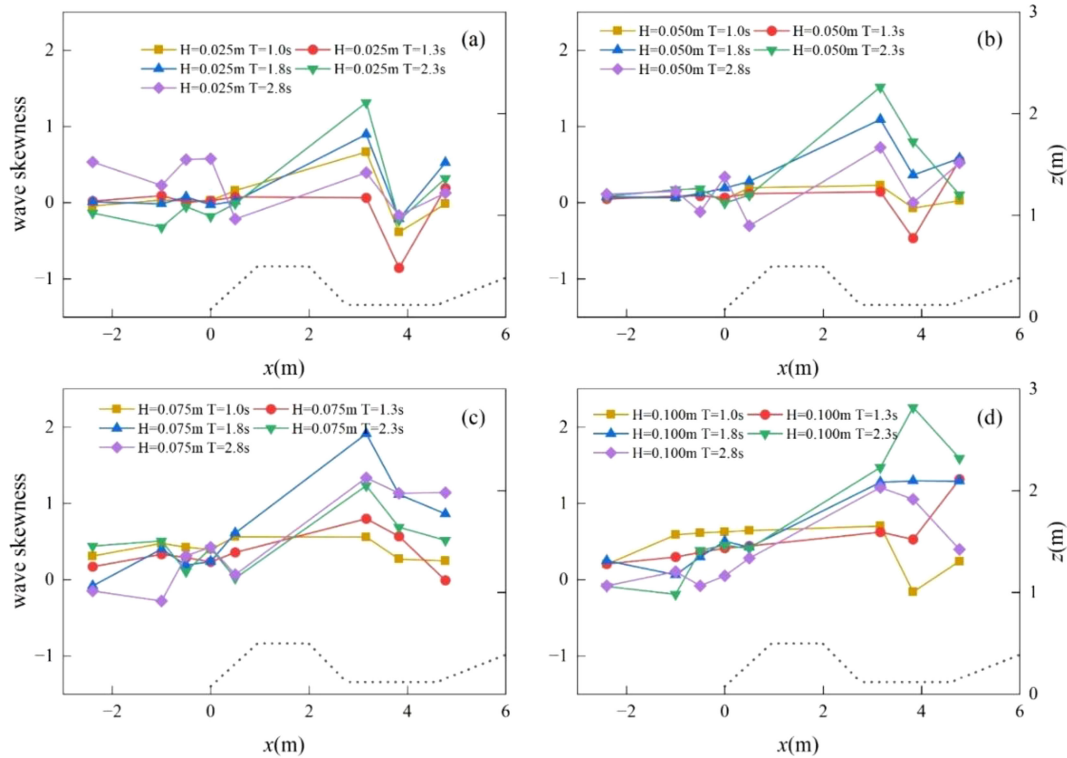 (a)
H=0.025m T=1.0s H=0.025m T=1.3s
H=0.025m T=1.8s H=0.025m T=2.3s
H=0.025m T=2.8s
2
1
0
−1
wave skewness
−2 0 2 4 6
x(m)
(b)
H=0.050m T=1.0s H=0.050m T=1.3s
H=0.050m T=1.8s H=0.050m T=2.3s
H=0.050m T=2.8s
2
1
0
−1
3
2
1
0
z(m)
−2 0 2 4 6
x(m)
(c)
H=0.075m T=1.0s H=0.075m T=1.3s
H=0.075m T=1.8s H=0.075m T=2.3s
H=0.075m T=2.8s
2
1
0
−1
wave skewness
−2 0 2 4 6
x(m)
(d)
H=0.100m T=1.0s H=0.100m T=1.3s
H=0.100m T=1.8s H=0.100m T=2.3s
H=0.100m T=2.8s
2
1
0
−1
3
2
1
0
z(m)
−2 0 2 4 6
x(m)